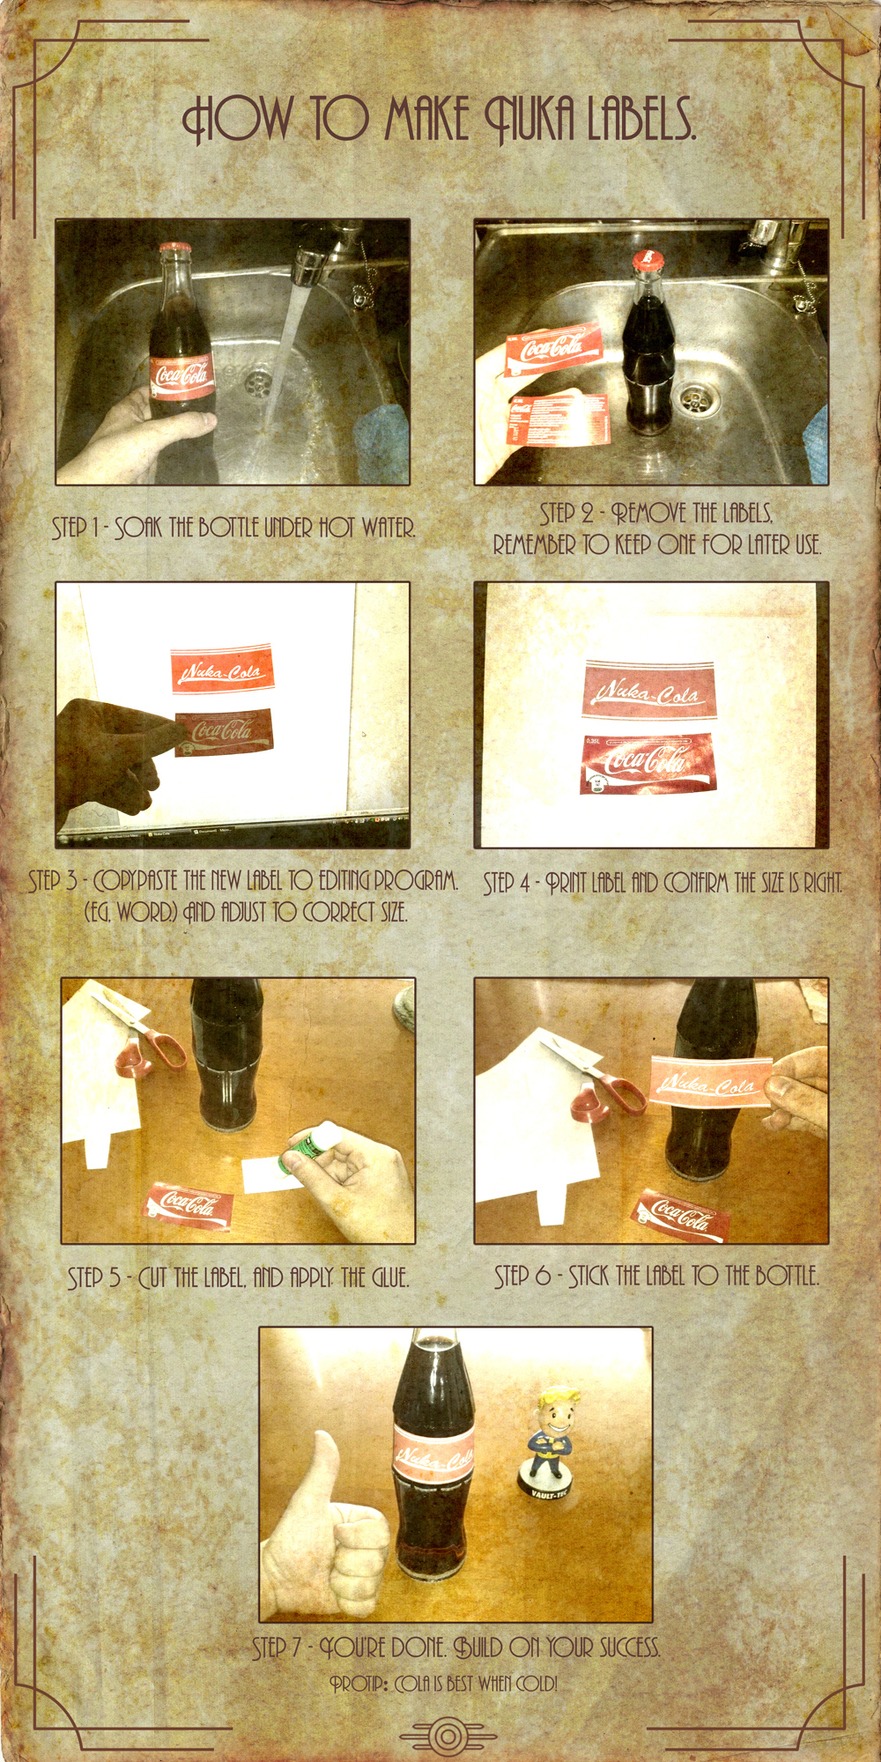 How to make Nuka labels.
Coca-Cola
Coca-Cola
Coca-Cola
Step 1 - Soak the bottle under hot water.
Step 2 - Remove the labels,
remember to keep one for later use.
Nuka-Cola
Coca-Cola
Nuka-Cola
Coca-Cola
Step 3 - Copypaste the new label to editing program.
(eg. Word) And adjust to correct size.
Step 4 - Print label and confirm the size is right.
Coca-Cola
Nuka-Cola
Coca-Cola
Step 5 - Cut the label, and apply the glue.
Step 6 - Stick the label to the bottle.
Nuka-Cola
VAULT-TEC
Step 7 - You're done. Build on your success.
Protip: Cola is best when cold!